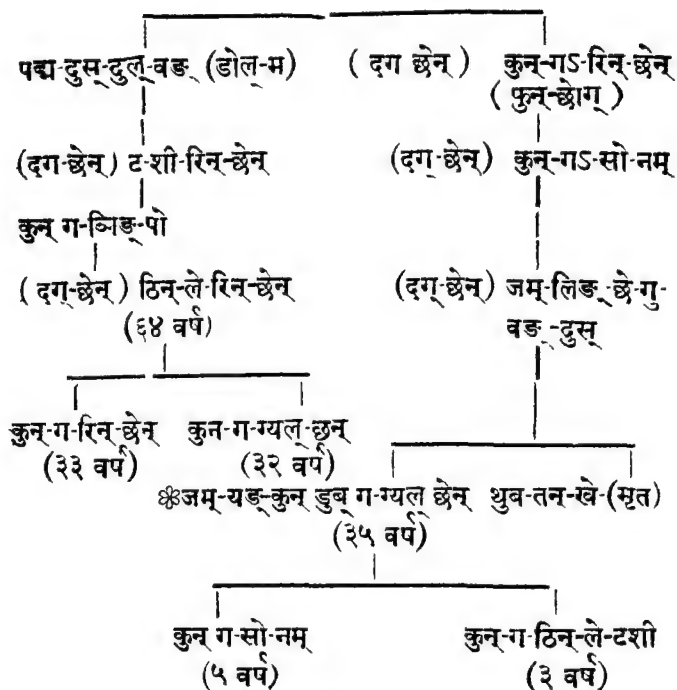 पद्म-दुस्-दुल्-वङ (डोल्-म) (दग छेन्) कुन्-गऽ-रिन्-छेन्
(फुन्-छोग्)
(दग-छेन्) ट-शी-रिन्-छेन् (दग्-छेन्) कुन्-गऽ-सो-नम्
कुन् ग-ञिङ्-पो
(दग्-छेन्) ठिन्-ले-रिन्-छेन् (दग्-छेन्) जम्-लिङ्-छे-गु-
(६४ वर्ष) वङ्-दुस्
कुन्-ग-रिन्-छेन् कुन-ग-ग्यल्-छन्
(३३ वर्ष) (३२ वर्ष)
❀जम्-यङ्-कुन् डुब् ग-ग्यल् छेन् थुब-तन्-खे-(मृत)
(३५ वर्ष)
कुन् ग-सो-नम् कुन्-ग-ठिन्-ले-टशी
(५ वर्ष) (३ वर्ष)